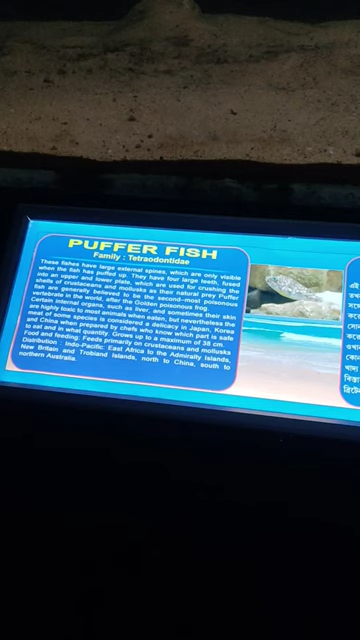 PUFFER FISH
Family : Tetraodontidae
These fishes have large external spines, which are only visible
when the fish has puffed up. They have four large teeth, fused
into an upper and lower plate, which are used for crushing the
shells of crustaceans and mollusks as their natural prey Puffer
fish are generally believed to be the second–most poisonous
vertebrate in the world, after the Golden poisonous frog.
Certain internal organs, such as liver, and sometimes their skin
are highly toxic to most animals when eaten, but nevertheless the
meat of some species is considered a delicacy in Japan, Korea
and China when prepared by chefs who know which part is safe
to eat and in what quantity. Grows up to a maximum of 38 cm.
Food and feeding: Feeds primarily on crustaceans and mollusks
Distribution : Indo-Pacific: East Africa to the Admirally Islands,
New Britain and Trobland Islands, north to China, south to
northern Australia.
এই